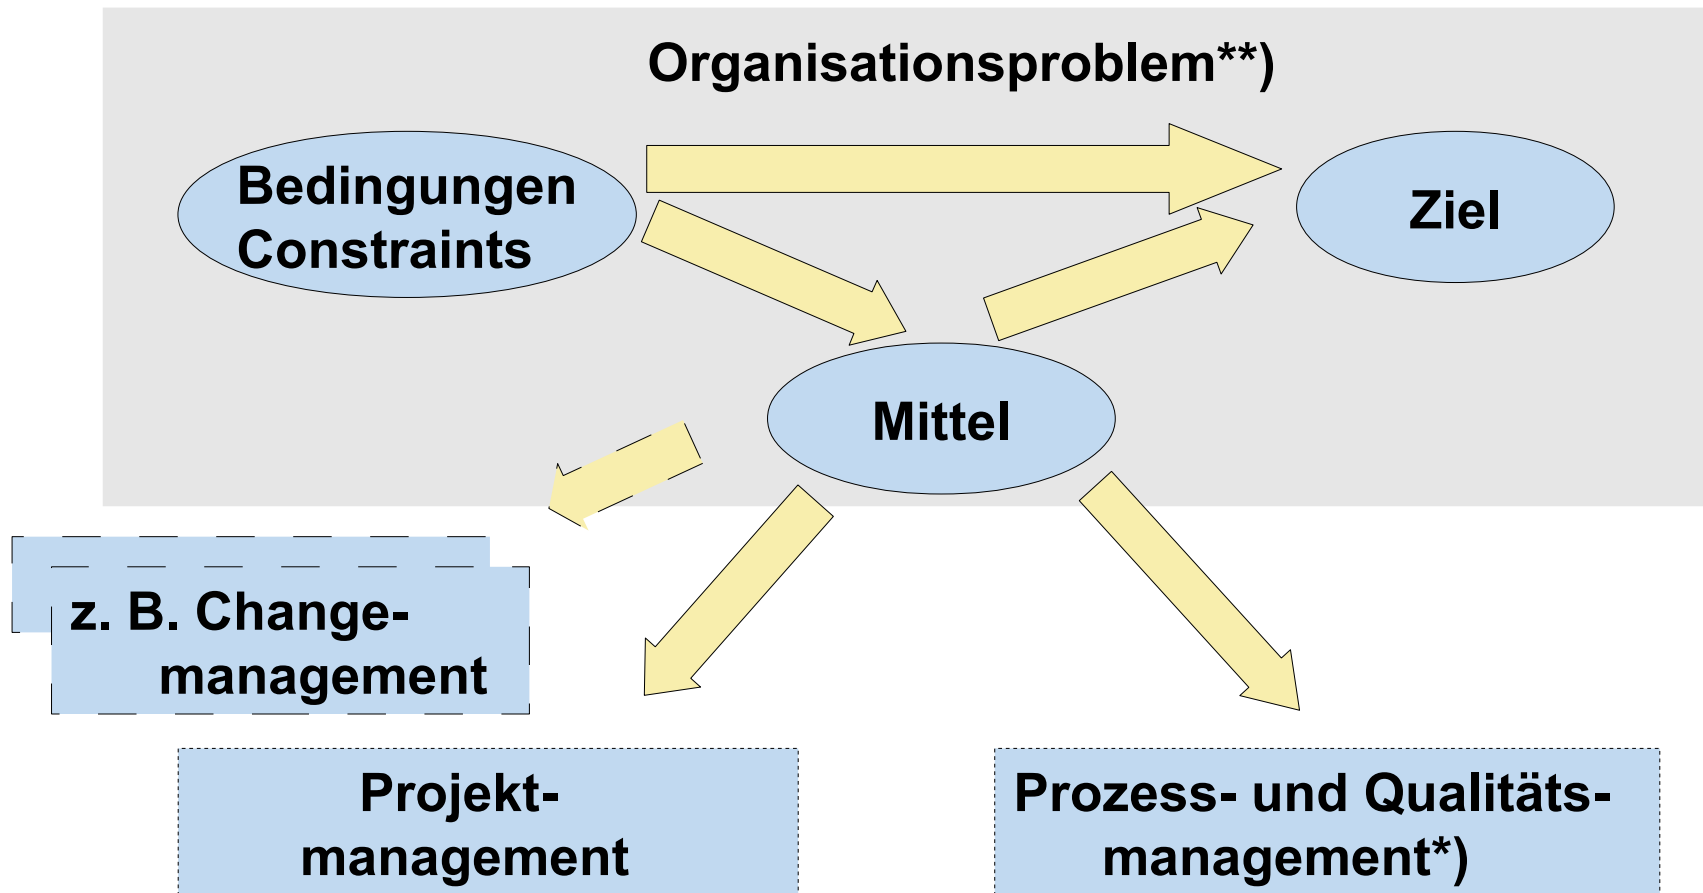 Organisationsproblem**)
Bedingungen
Constraints
Ziel
Mittel
z. B. Change-
management
Projekt-
management
Prozess- und Qualitäts-
management*)